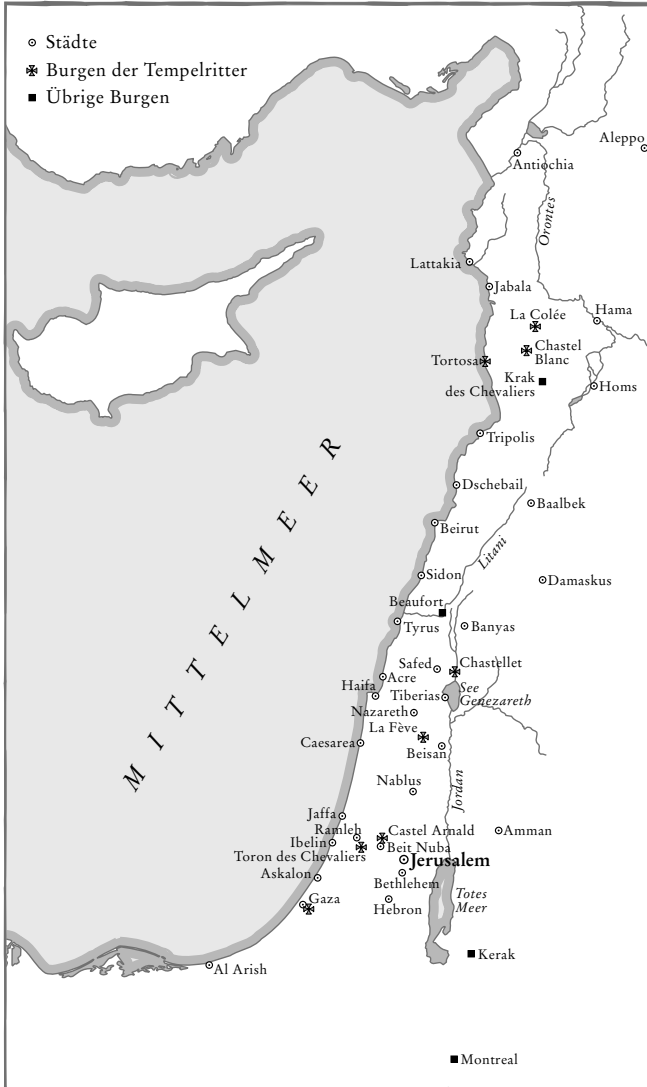 Städte
Burgen der Tempelritter
Übrige Burgen
Aleppo
Antiochia
Orontes
Lattakia
Jabala
La Colée
Hama
Chastel
Blanc
Tortosa
Krak
des Chevaliers
Homs
Tripolis
MITTELMEER
Dschebail
Baalbek
Beirut
Litani
Sidon
Damaskus
Beaufort
Tyrus
Banyas
Safed
Chastellet
Acre
Haifa
Tiberias
See
Genezareth
Nazareth
La Fève
Caesarea
Beisan
Nablus
Jordan
Jaffa
Ramleh
Castel Arnald
Amman
Ibelin
Beit Nuba
Toron des Chevaliers
Jerusalem
Askalon
Bethlehem
Totes
Meer
Gaza
Hebron
Kerak
Al Arish
Montreal